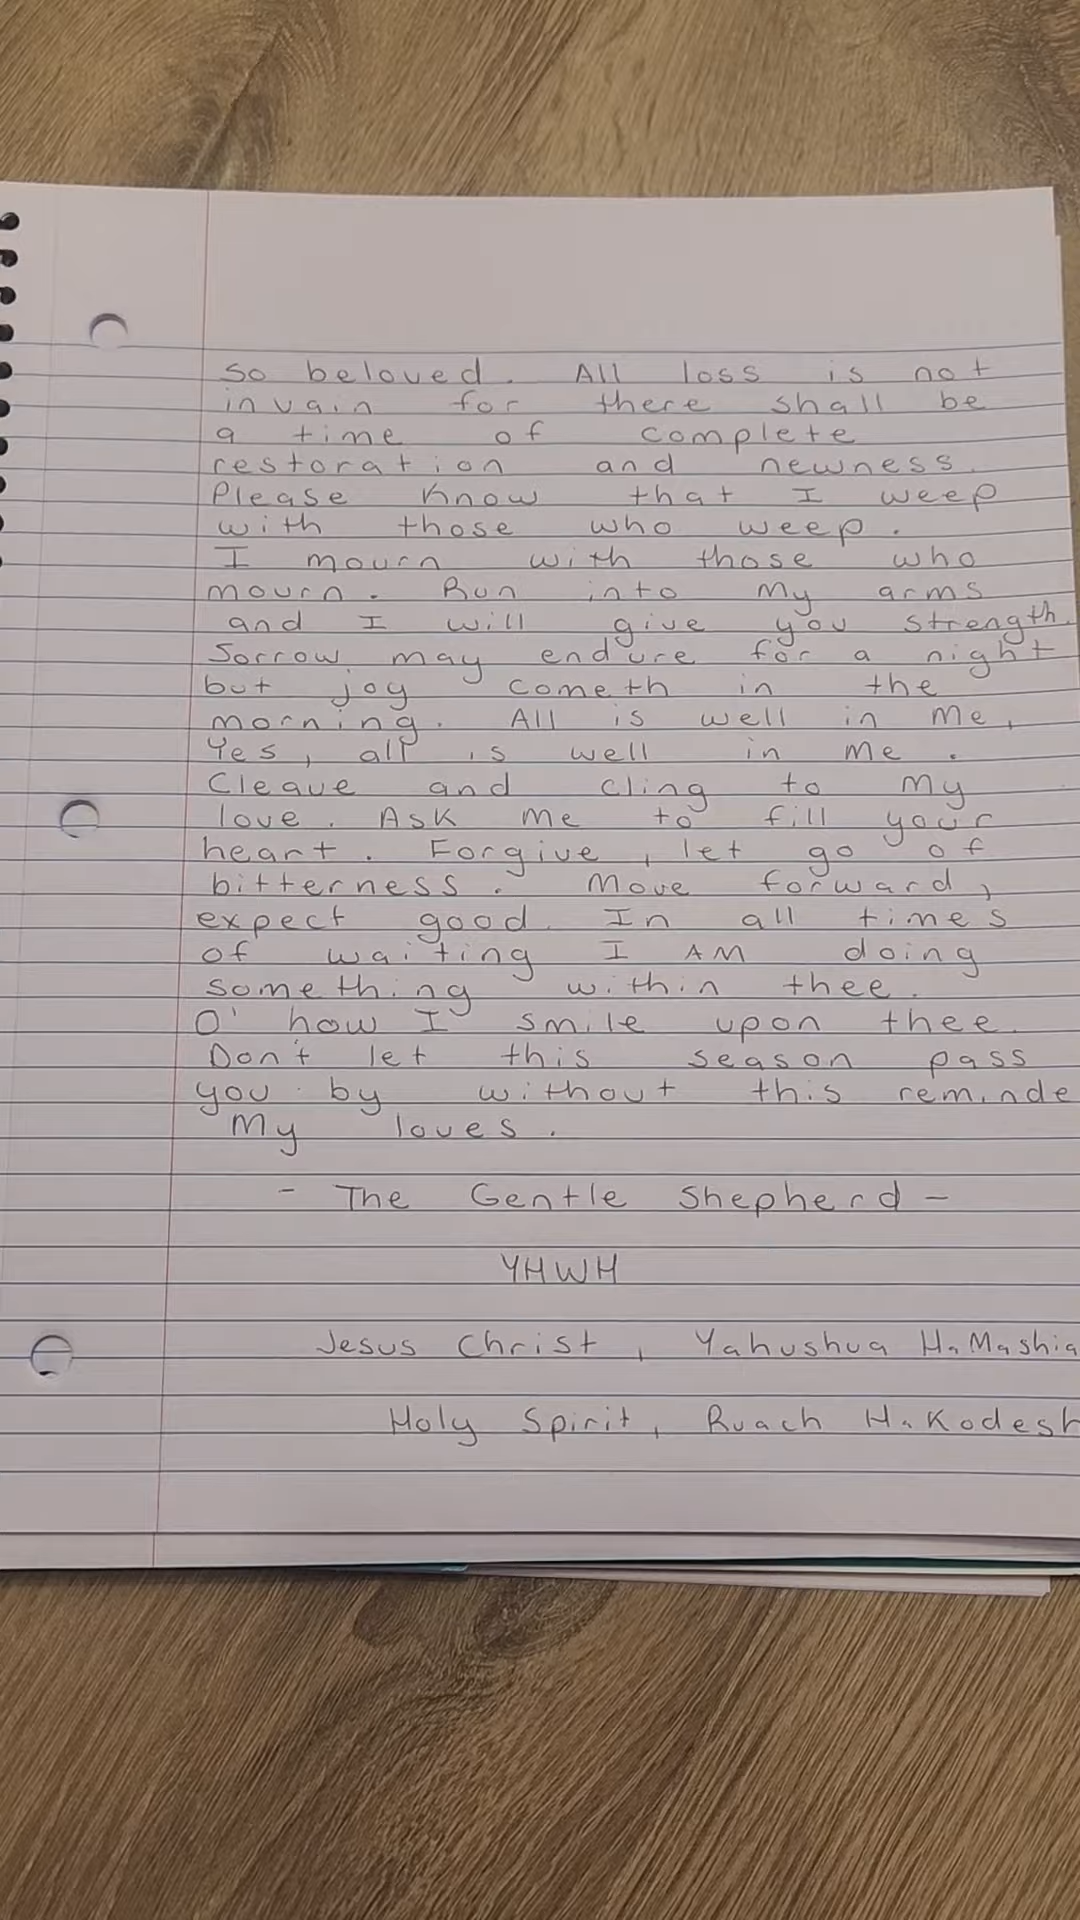 so beloved. All loss is not
in vain for there shall be
a time of complete
restoration and newness.
Please know that I weep
with those who weep.
I mourn with those who
mourn. Run into My arms
and I will give you strength.
Sorrow may endure for a night
but joy cometh in the
morning. All is well in Me,
Yes, all is well in Me.
Cleave and cling to My
love. Ask Me to fill your
heart. Forgive, let go of
bitterness. Move forward,
expect good. In all times
of waiting I AM doing
something within thee.
O' how I smile upon thee.
Don't let this season pass
you by without this reminde
My loves.
- The Gentle Shepherd -
YHWH
Jesus Christ, Yahushua HaMashia
Holy Spirit, Ruach HaKodesh